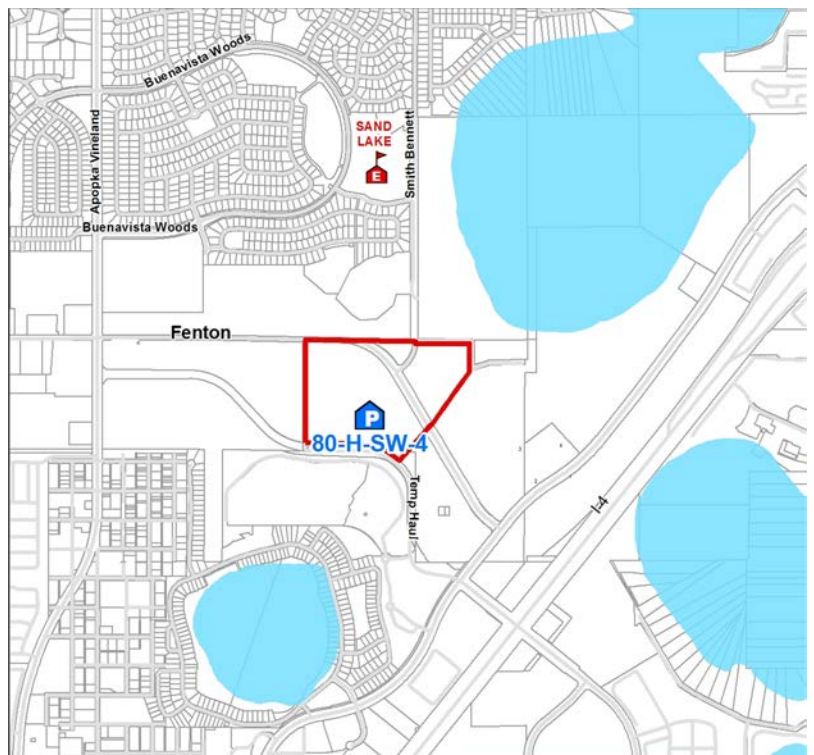 Buenavista Woods
SAND
LAKE
E
Apopka Vineland
Smith Bennett
Buenavista Woods
Fenton
P
80-H-SW-4
Temp Haul
I-4